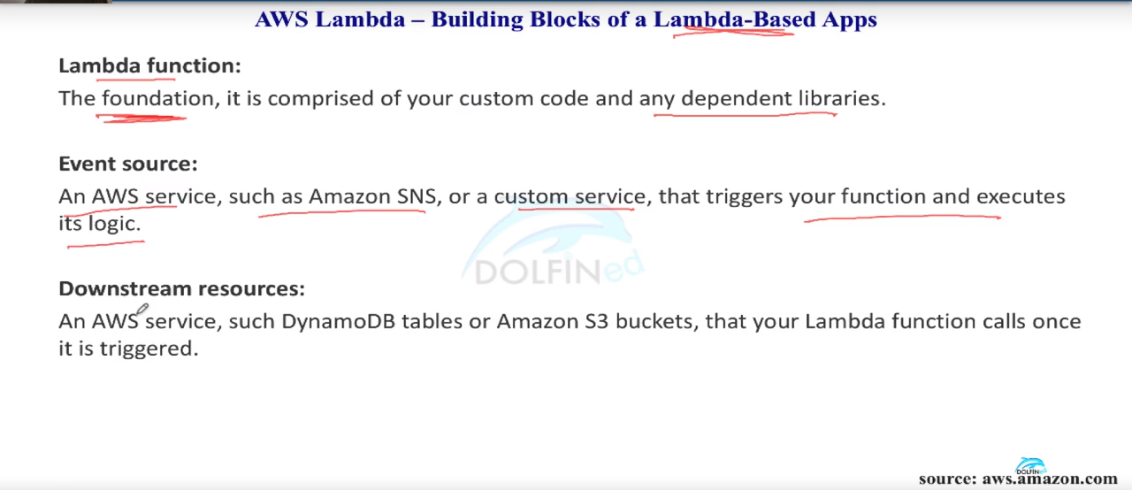 AWS Lambda – Building Blocks of a Lambda-Based Apps
Lambda function:
The foundation, it is comprised of your custom code and any dependent libraries.
Event source:
An AWS service, such as Amazon SNS, or a custom service, that triggers your function and executes
its logic.
DOLFINed
Downstream resources:
An AWS service, such DynamoDB tables or Amazon S3 buckets, that your Lambda function calls once
it is triggered.
DOLFINed
source: aws.amazon.com